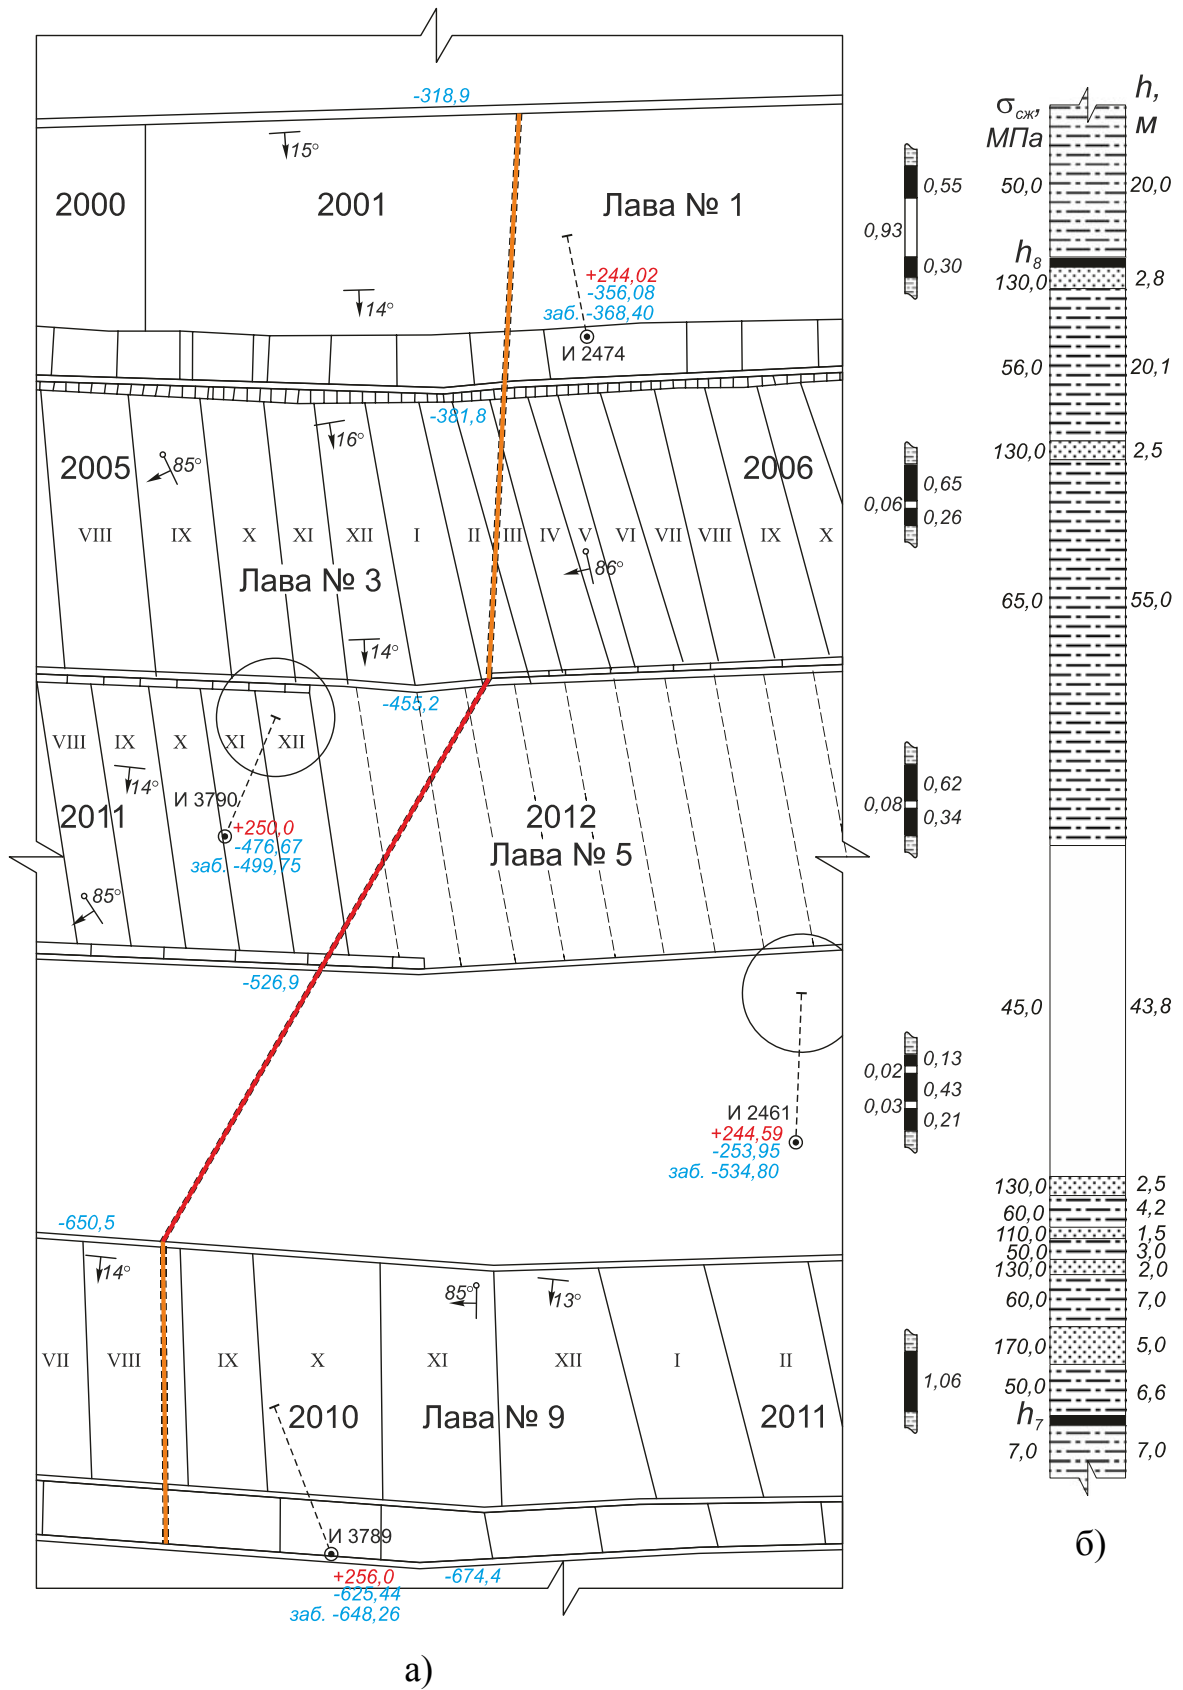 -318,9
15°
2000
2001
Лава № 1
+244,02
-356,08
заб. -368,40
14°
И 2474
-381,8
16°
2005
85°
2006
VIII
IX
X
XI
XII
I
II
III
IV
V
VI
VII
VIII
IX
X
86°
Лава № 3
14°
-455,2
VIII
IX
X
XI
XII
14°
И 3790
2011
+250,0
-476,67
заб. -499,75
2012
Лава № 5
85°
-526,9
И 2461
+244,59
-253,95
заб. -534,80
-650,5
14°
85°
13°
VII
VIII
IX
X
XI
XII
I
II
2010
Лава № 9
2011
И 3789
+256,0
-625,44
заб. -648,26
-674,4
а)
0,55
0,93
0,30
0,65
0,06
0,26
0,62
0,08
0,34
0,13
0,02
0,43
0,03
0,21
1,06
σсж,
МПа
h,
м
50,0
20,0
h8
130,0
2,8
56,0
20,1
130,0
2,5
65,0
55,0
45,0
43,8
130,0
2,5
60,0
4,2
110,0
1,5
50,0
3,0
130,0
2,0
60,0
7,0
170,0
5,0
50,0
6,6
h7
7,0
7,0
б)